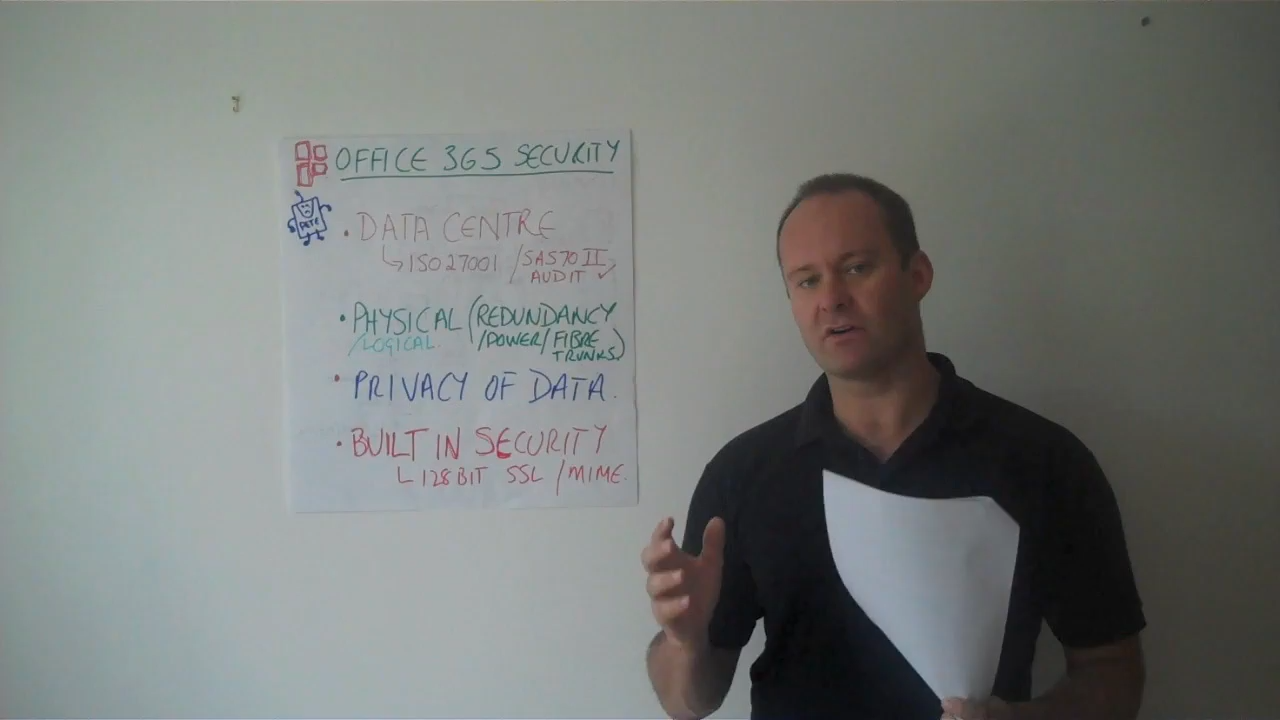 OFFICE 365 SECURITY
PETE
• DATA CENTRE
ISO27001 / SAS70 II
AUDIT ✓
• PHYSICAL (REDUNDANCY
/LOGICAL /POWER/FIBRE
TRUNKS)
• PRIVACY OF DATA.
• BUILT IN SECURITY
128BIT SSL / MIME.